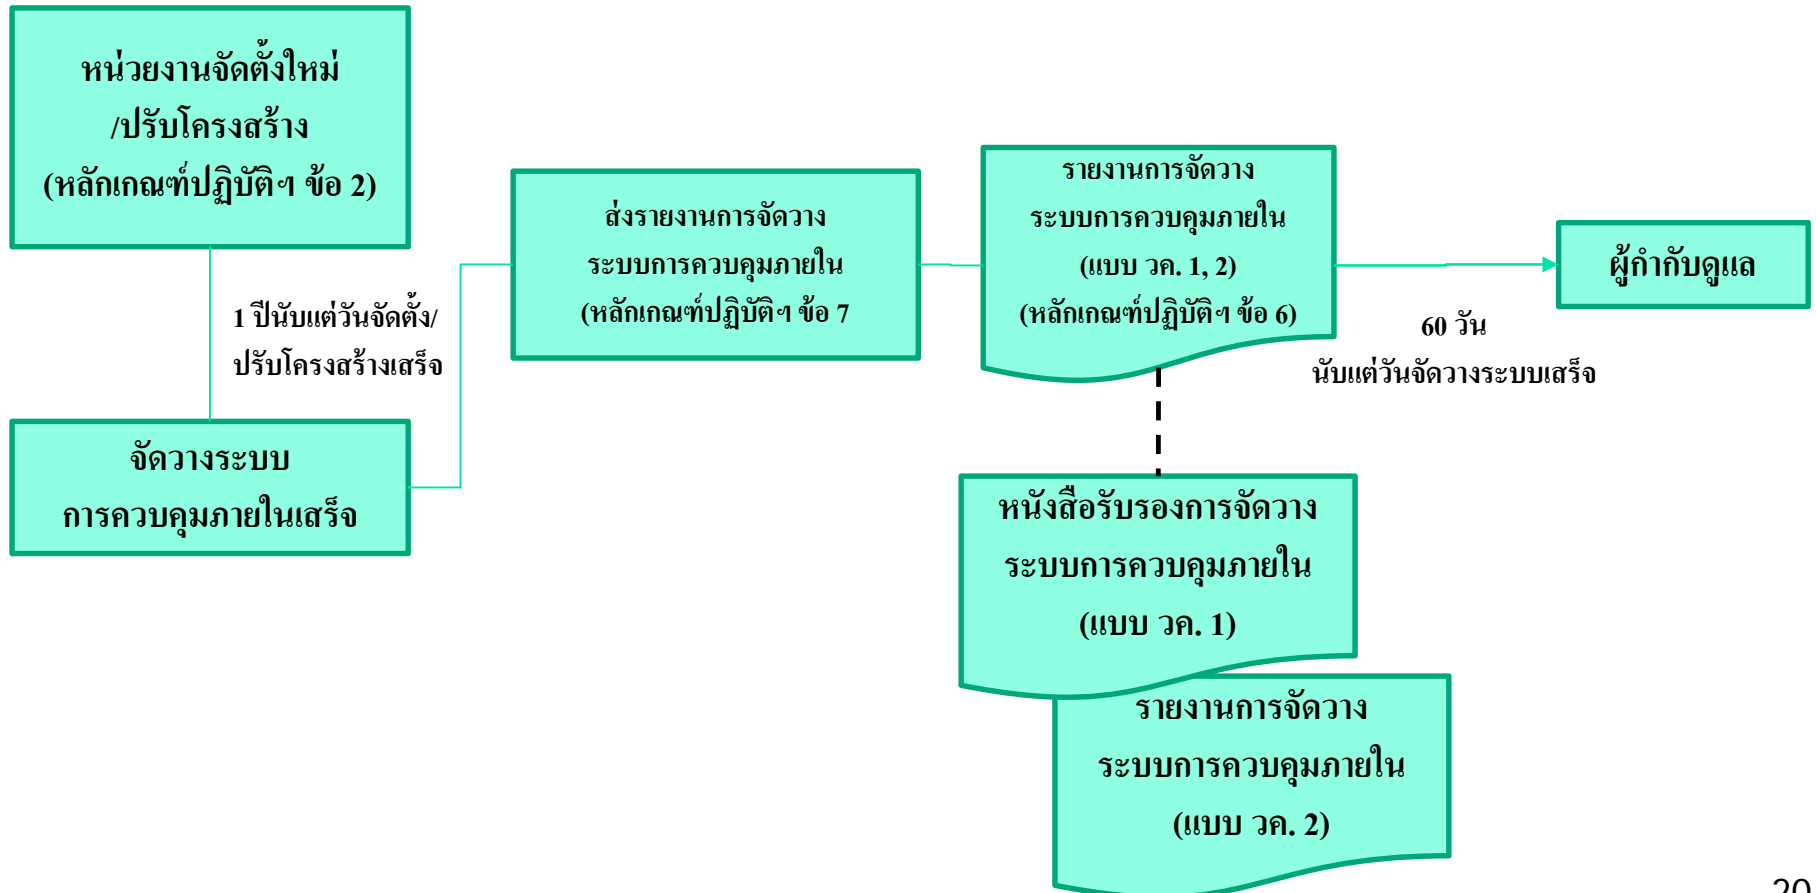 หน่วยงานจัดตั้งใหม่
/ปรับโครงสร้าง
(หลักเกณฑ์ปฏิบัติฯ ข้อ 2)
1 ปีนับแต่วันจัดตั้ง/
ปรับโครงสร้างเสร็จ
จัดวางระบบ
การควบคุมภายในเสร็จ
ส่งรายงานการจัดวาง
ระบบการควบคุมภายใน
(หลักเกณฑ์ปฏิบัติฯ ข้อ 7
รายงานการจัดวาง
ระบบการควบคุมภายใน
(แบบ วค. 1, 2)
(หลักเกณฑ์ปฏิบัติฯ ข้อ 6)
60 วัน
นับแต่วันจัดวางระบบเสร็จ
ผู้กำกับดูแล
หนังสือรับรองการจัดวาง
ระบบการควบคุมภายใน
(แบบ วค. 1)
รายงานการจัดวาง
ระบบการควบคุมภายใน
(แบบ วค. 2)
20